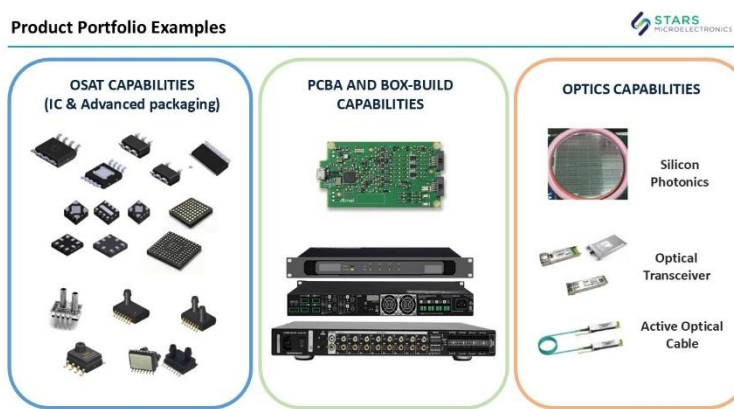 Product Portfolio Examples
STARS
MICROELECTRONICS
OSAT CAPABILITIES
(IC & Advanced packaging)
PCBA AND BOX-BUILD
CAPABILITIES
OPTICS CAPABILITIES
Silicon
Photonics
Optical
Transceiver
Active Optical
Cable